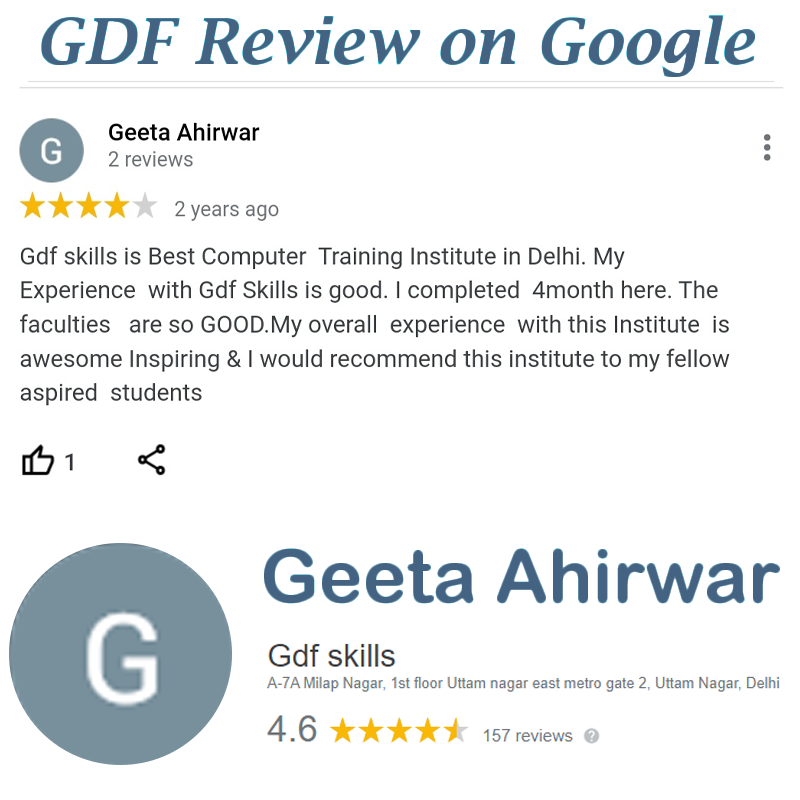 GDF Review on Google
G
Geeta Ahirwar
2 reviews
2 years ago
Gdf skills is Best Computer Training Institute in Delhi. My
Experience with Gdf Skills is good. I completed 4month here. The
faculties are so GOOD.My overall experience with this Institute is
awesome Inspiring & I would recommend this institute to my fellow
aspired students
1
G
Geeta Ahirwar
Gdf skills
A-7A Milap Nagar, 1st floor Uttam nagar east metro gate 2, Uttam Nagar, Delhi
4.6 157 reviews ?